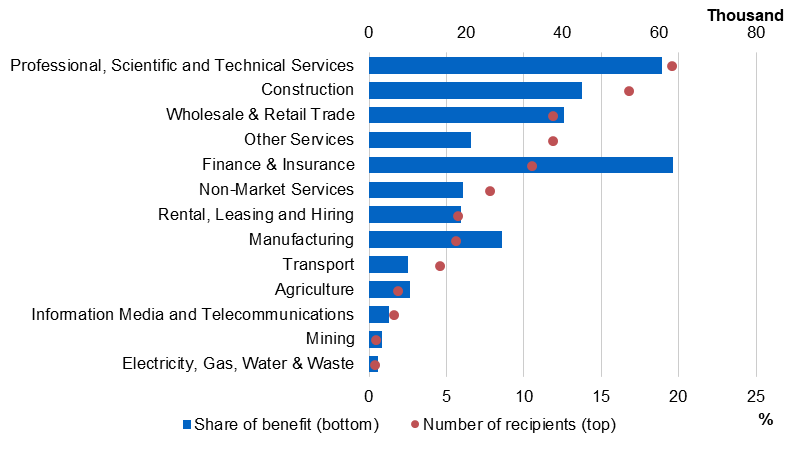 Thousand
0 20 40 60 80
Professional, Scientific and Technical Services
Construction
Wholesale & Retail Trade
Other Services
Finance & Insurance
Non-Market Services
Rental, Leasing and Hiring
Manufacturing
Transport
Agriculture
Information Media and Telecommunications
Mining
Electricity, Gas, Water & Waste
0 5 10 15 20 25
%
Share of benefit (bottom) Number of recipients (top)